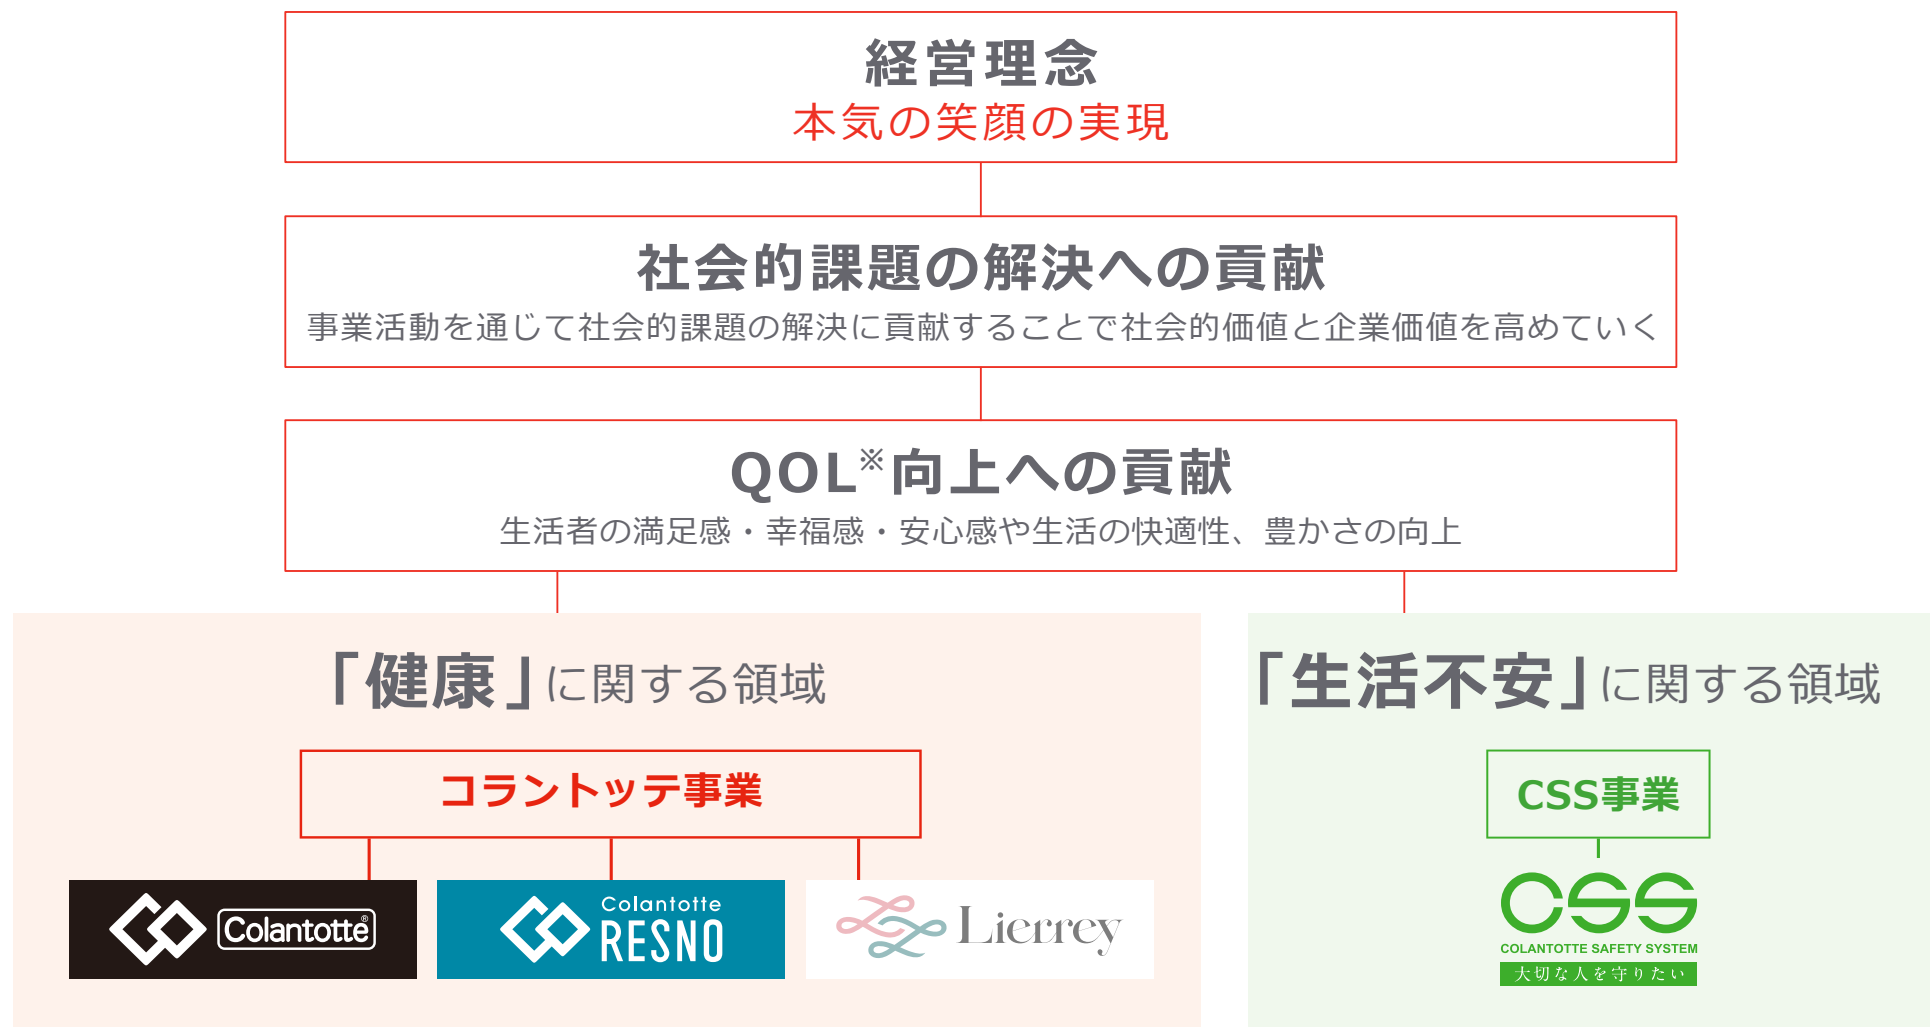 経営理念
本気の笑顔の実現
社会的課題の解決への貢献
事業活動を通じて社会的課題の解決に貢献することで社会的価値と企業価値を高めていく
QOL※向上への貢献
生活者の満足感・幸福感・安心感や生活の快適性、豊かさの向上
「健康」に関する領域
コラントッテ事業
Colantotte®
Colantotte
RESNO
Lierrey
「生活不安」に関する領域
CSS事業
CSS
COLANTOTTE SAFETY SYSTEM
大切な人を守りたい